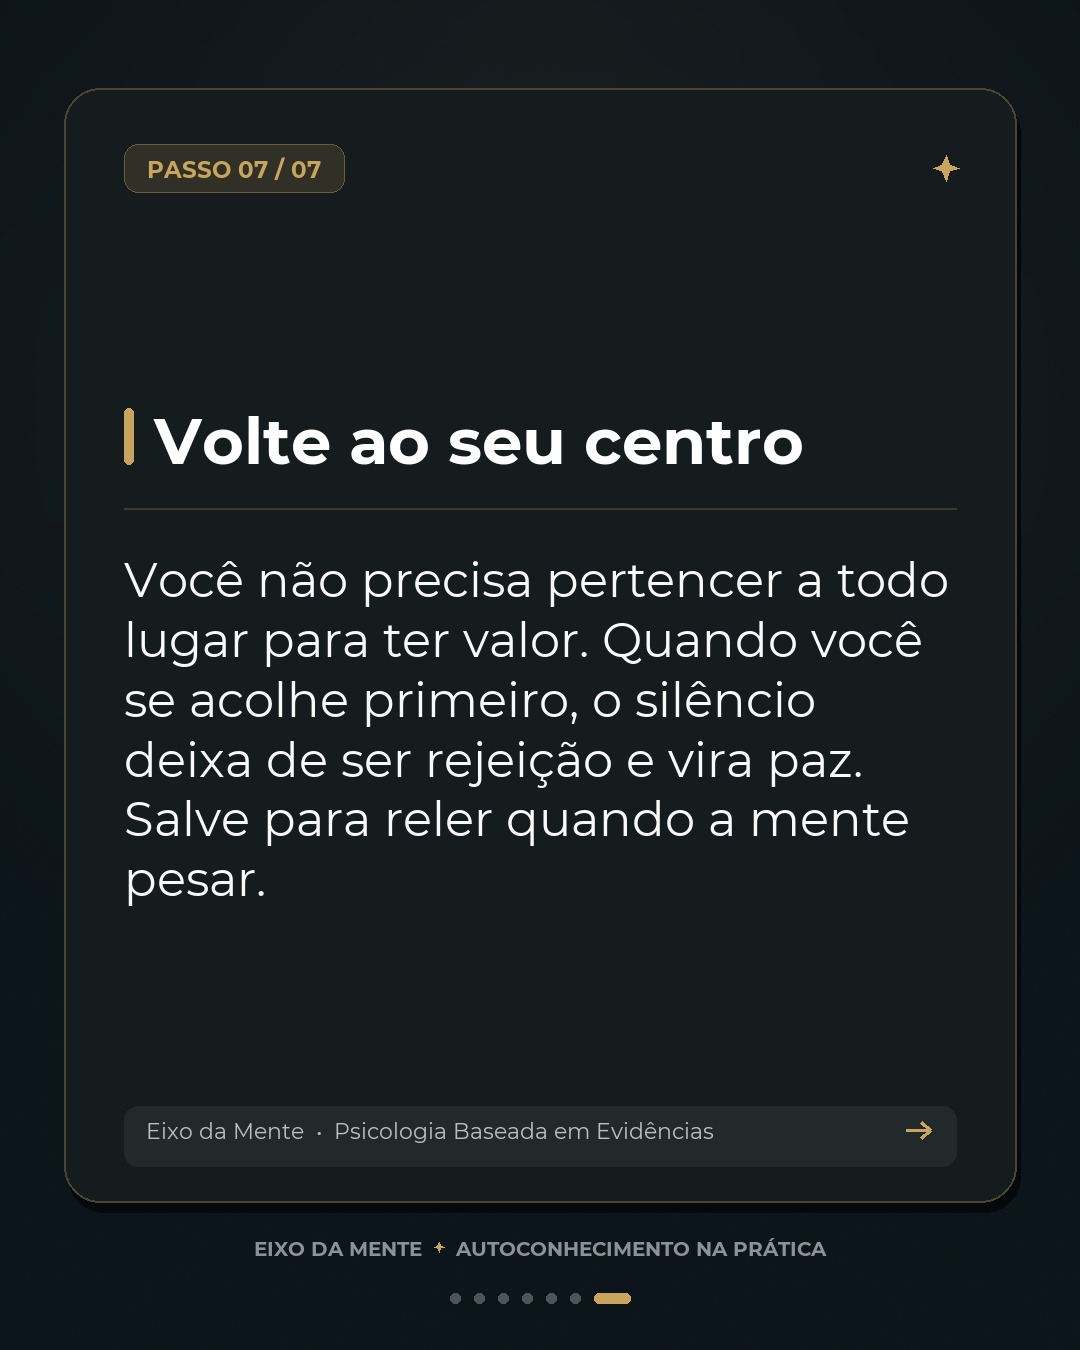 PASSO 07 / 07
Volte ao seu centro
Você não precisa pertencer a todo
lugar para ter valor. Quando você
se acolhe primeiro, o silêncio
deixa de ser rejeição e vira paz.
Salve para reler quando a mente
pesar.
Eixo da Mente • Psicologia Baseada em Evidências
EIXO DA MENTE ✦ AUTOCONHECIMENTO NA PRÁTICA